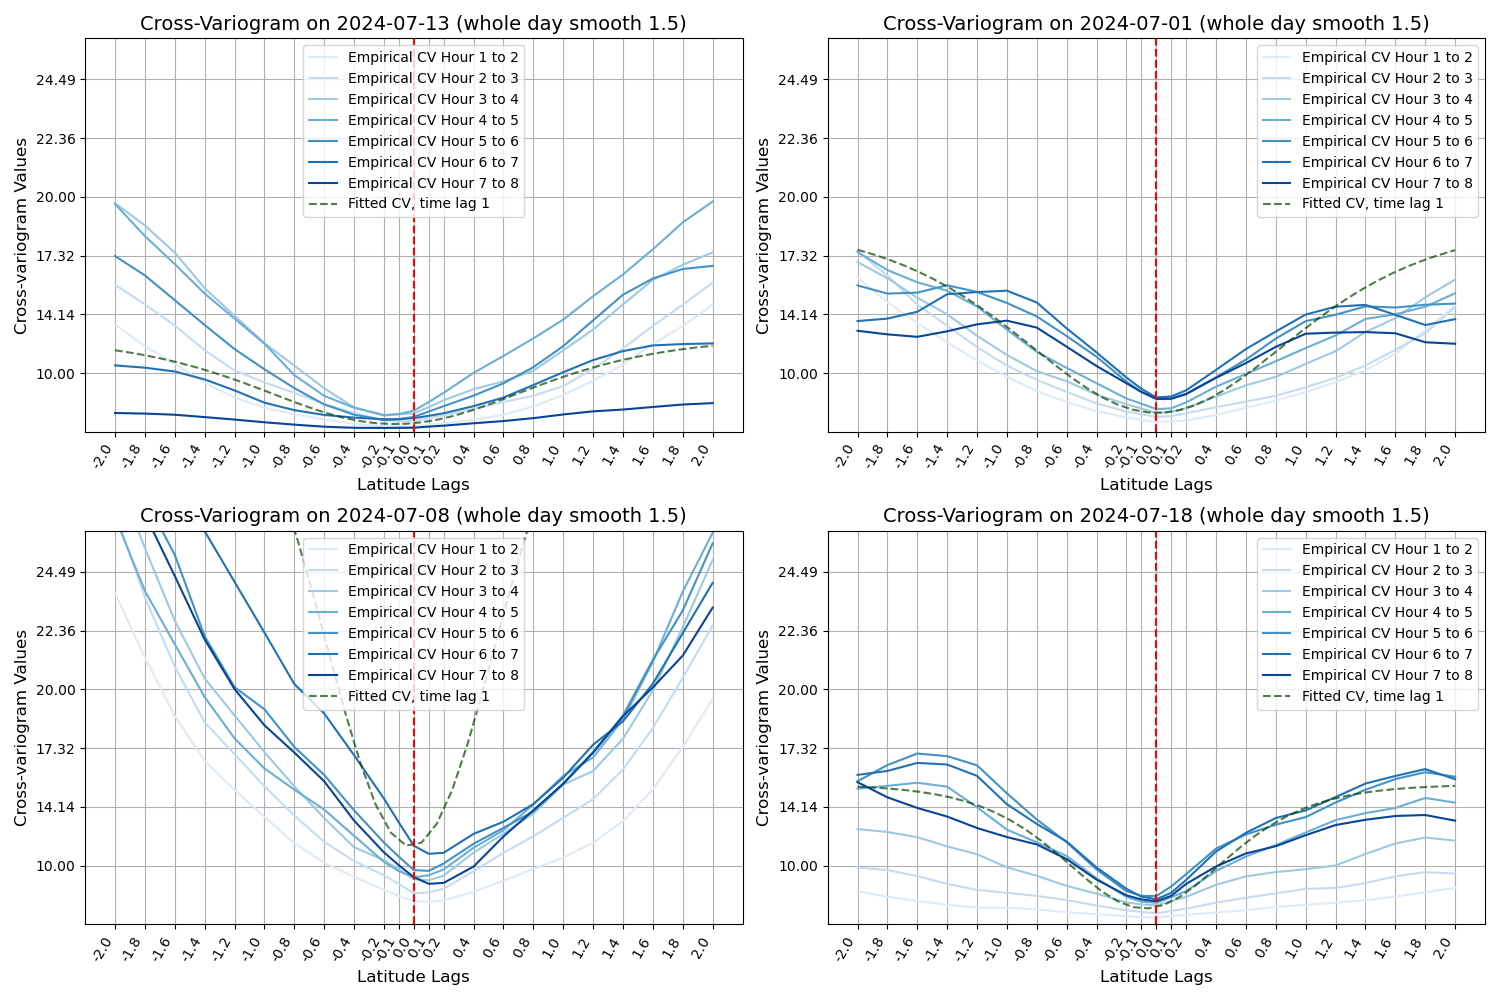 Cross-Variogram on 2024-07-13 (whole day smooth 1.5)
Cross-variogram Values
24.49
22.36
20.00
17.32
14.14
10.00
Empirical CV Hour 1 to 2
Empirical CV Hour 2 to 3
Empirical CV Hour 3 to 4
Empirical CV Hour 4 to 5
Empirical CV Hour 5 to 6
Empirical CV Hour 6 to 7
Empirical CV Hour 7 to 8
Fitted CV, time lag 1
-2.0 -1.8 -1.6 -1.4 -1.2 -1.0 -0.8 -0.6 -0.4 -0.2 -0.1 0.0 0.1 0.2 0.4 0.6 0.8 1.0 1.2 1.4 1.6 1.8 2.0
Latitude Lags
Cross-Variogram on 2024-07-01 (whole day smooth 1.5)
Cross-variogram Values
24.49
22.36
20.00
17.32
14.14
10.00
Empirical CV Hour 1 to 2
Empirical CV Hour 2 to 3
Empirical CV Hour 3 to 4
Empirical CV Hour 4 to 5
Empirical CV Hour 5 to 6
Empirical CV Hour 6 to 7
Empirical CV Hour 7 to 8
Fitted CV, time lag 1
-2.0 -1.8 -1.6 -1.4 -1.2 -1.0 -0.8 -0.6 -0.4 -0.2 -0.1 0.0 0.1 0.2 0.4 0.6 0.8 1.0 1.2 1.4 1.6 1.8 2.0
Latitude Lags
Cross-Variogram on 2024-07-08 (whole day smooth 1.5)
Cross-variogram Values
24.49
22.36
20.00
17.32
14.14
10.00
Empirical CV Hour 1 to 2
Empirical CV Hour 2 to 3
Empirical CV Hour 3 to 4
Empirical CV Hour 4 to 5
Empirical CV Hour 5 to 6
Empirical CV Hour 6 to 7
Empirical CV Hour 7 to 8
Fitted CV, time lag 1
-2.0 -1.8 -1.6 -1.4 -1.2 -1.0 -0.8 -0.6 -0.4 -0.2 -0.1 0.0 0.1 0.2 0.4 0.6 0.8 1.0 1.2 1.4 1.6 1.8 2.0
Latitude Lags
Cross-Variogram on 2024-07-18 (whole day smooth 1.5)
Cross-variogram Values
24.49
22.36
20.00
17.32
14.14
10.00
Empirical CV Hour 1 to 2
Empirical CV Hour 2 to 3
Empirical CV Hour 3 to 4
Empirical CV Hour 4 to 5
Empirical CV Hour 5 to 6
Empirical CV Hour 6 to 7
Empirical CV Hour 7 to 8
Fitted CV, time lag 1
-2.0 -1.8 -1.6 -1.4 -1.2 -1.0 -0.8 -0.6 -0.4 -0.2 -0.1 0.0 0.1 0.2 0.4 0.6 0.8 1.0 1.2 1.4 1.6 1.8 2.0
Latitude Lags